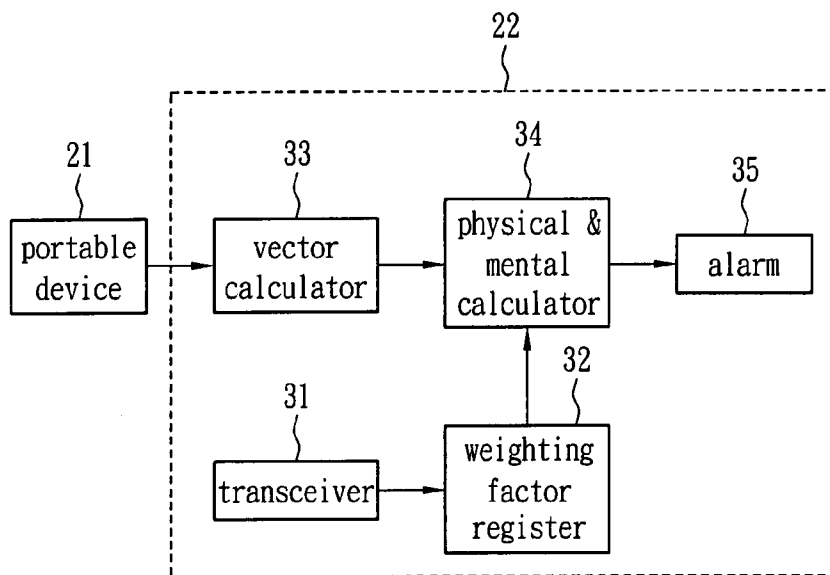 22
21
portable
device
33
vector
calculator
34
physical &
mental
calculator
35
alarm
31
transceiver
32
weighting
factor
register